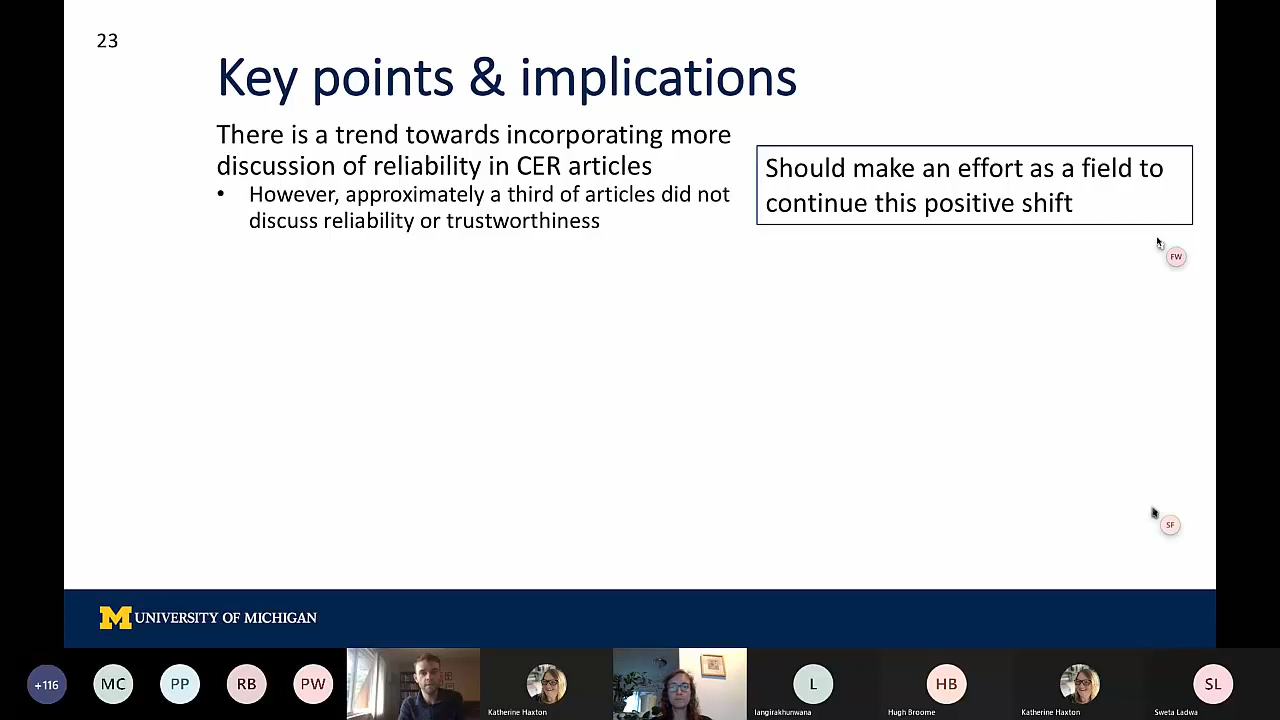 23
Key points & implications
There is a trend towards incorporating more
discussion of reliability in CER articles
• However, approximately a third of articles did not
discuss reliability or trustworthiness
Should make an effort as a field to
continue this positive shift
FW
SF
M UNIVERSITY OF MICHIGAN
+116
MC
PP
RB
PW
Katherine Haxton
L
langirakhunwana
HB
Hugh Broome
Katherine Haxton
SL
Sweta Ladwa